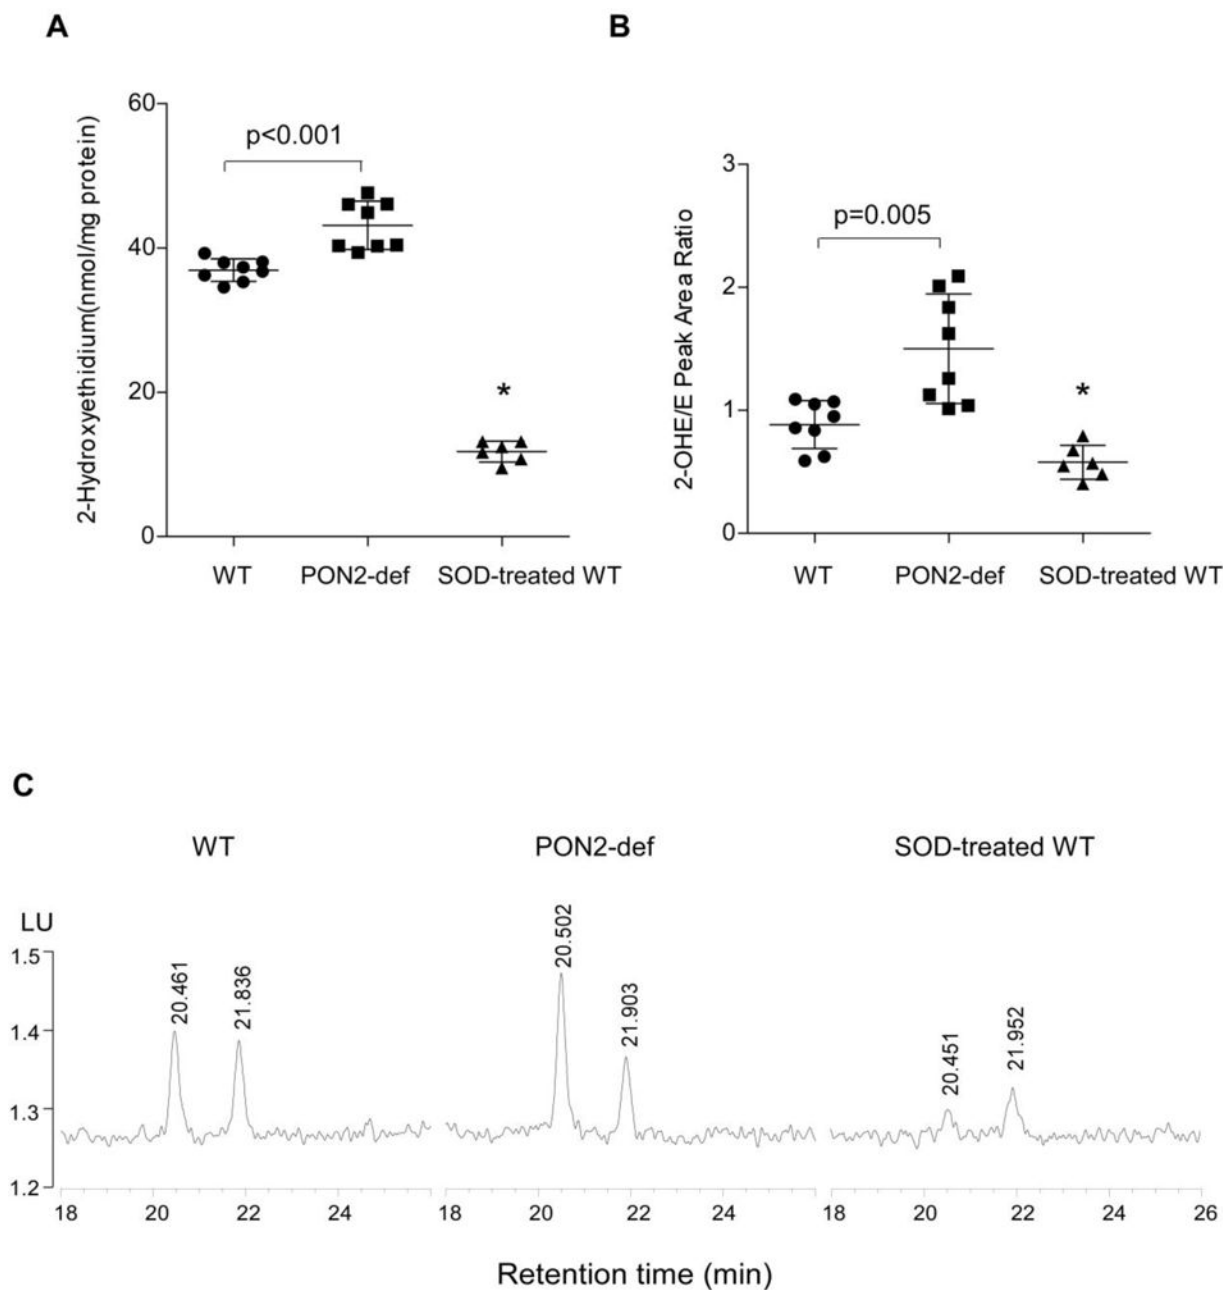 A
2-Hydroxyethidium(nmol/mg protein)
60
40
20
0
p<0.001
*
WT
PON2-def
SOD-treated WT
B
2-OHE/E Peak Area Ratio
3
2
1
0
p=0.005
*
WT
PON2-def
SOD-treated WT
C
WT
PON2-def
SOD-treated WT
LU
1.5
1.4
1.3
1.2
20.461
21.836
20.502
21.903
20.451
21.952
18 20 22 24 18 20 22 24 18 20 22 24 26
Retention time (min)